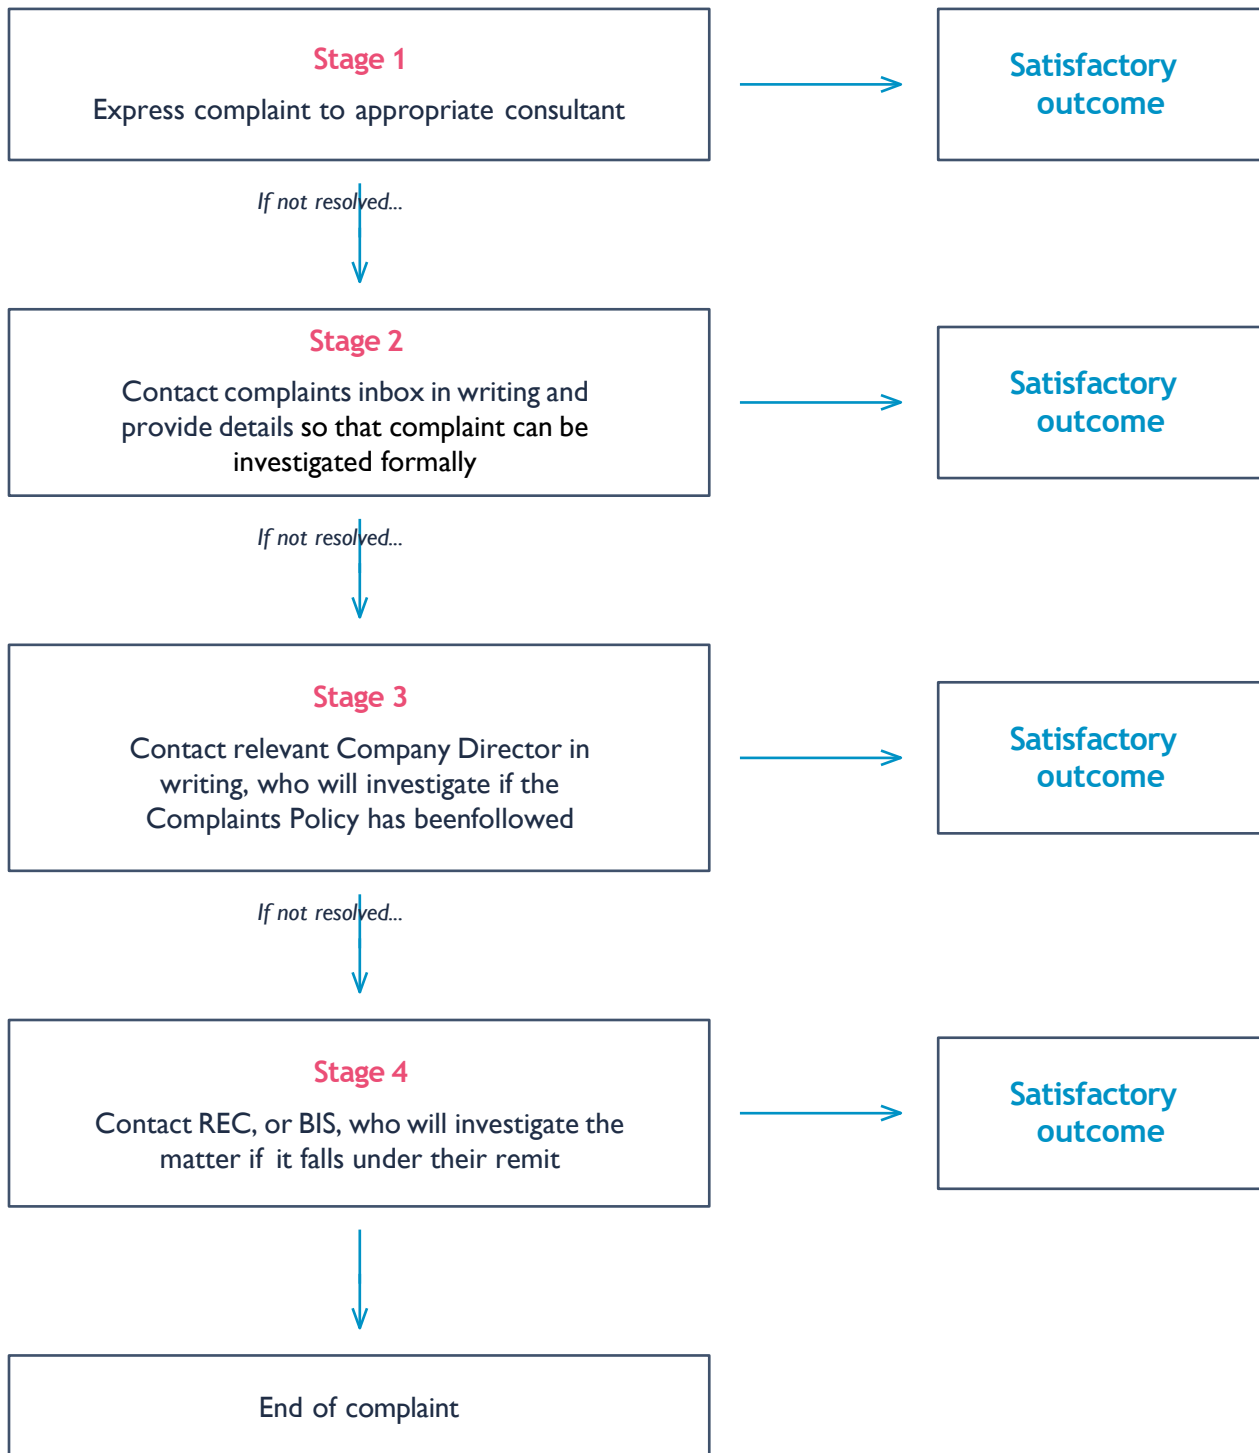 Stage 1
Express complaint to appropriate consultant
Satisfactory
outcome
If not resolved...
Stage 2
Contact complaints inbox in writing and
provide details so that complaint can be
investigated formally
Satisfactory
outcome
If not resolved...
Stage 3
Contact relevant Company Director in
writing, who will investigate if the
Complaints Policy has beenfollowed
Satisfactory
outcome
If not resolved...
Stage 4
Contact REC, or BIS, who will investigate the
matter if it falls under their remit
Satisfactory
outcome
End of complaint